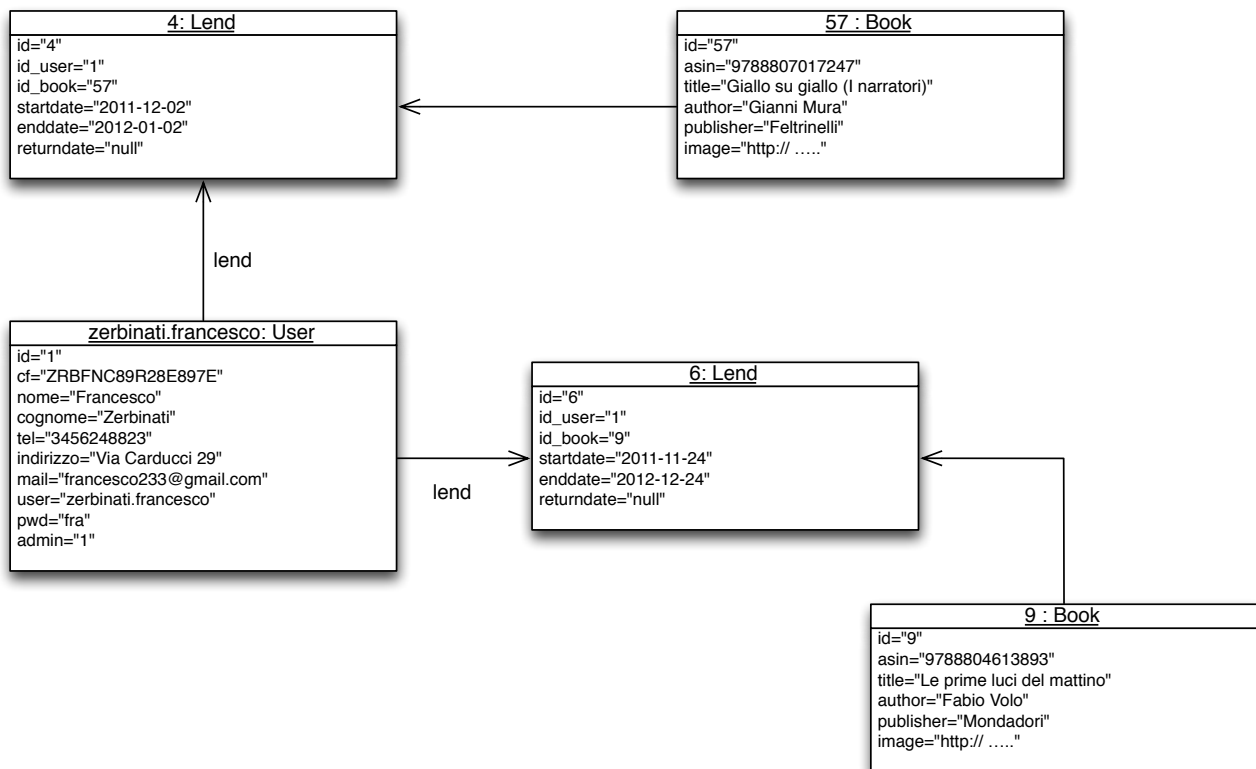 4: Lend
id="4"
id_user="1"
id_book="57"
startdate="2011-12-02"
enddate="2012-01-02"
returndate="null"
57 : Book
id="57"
asin="9788807017247"
title="Giallo su giallo (I narratori)"
author="Gianni Mura"
publisher="Feltrinelli"
image="http:// ….."
lend
zerbinati.francesco: User
id="1"
cf="ZRBFNC89R28E897E"
nome="Francesco"
cognome="Zerbinati"
tel="3456248823"
indirizzo="Via Carducci 29"
mail="francesco233@gmail.com"
user="zerbinati.francesco"
pwd="fra"
admin="1"
lend
6: Lend
id="6"
id_user="1"
id_book="9"
startdate="2011-11-24"
enddate="2012-12-24"
returndate="null"
9 : Book
id="9"
asin="9788804613893"
title="Le prime luci del mattino"
author="Fabio Volo"
publisher="Mondadori"
image="http:// ….."